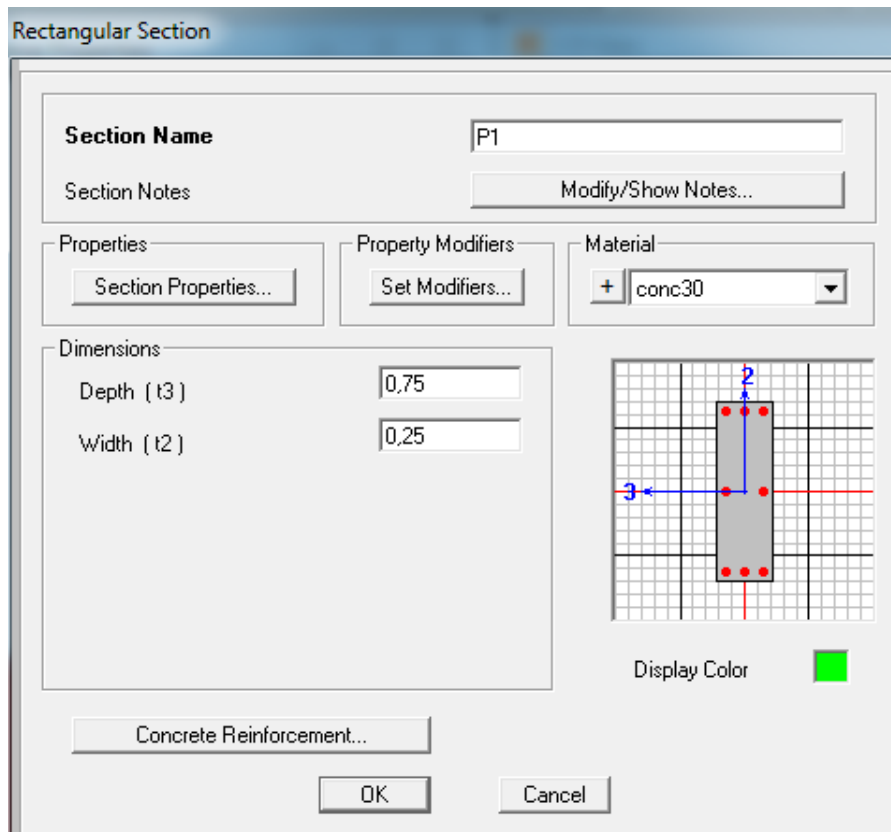 Rectangular Section
Section Name
P1
Section Notes
Modify/Show Notes...
Properties
Section Properties...
Property Modifiers
Set Modifiers...
Material
+
conc30
Dimensions
Depth ( t3 )
0,75
Width ( t2 )
0,25
2
3
Display Color
Concrete Reinforcement...
OK
Cancel